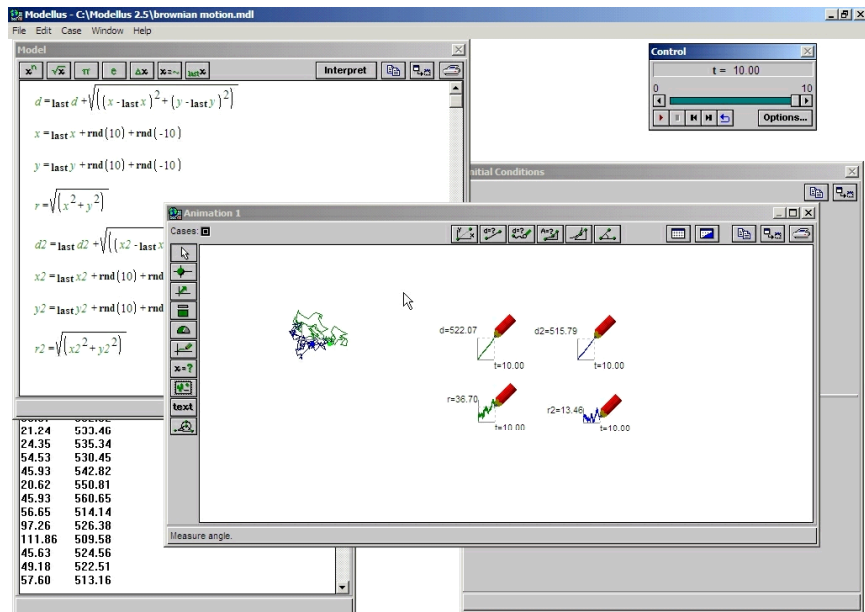 Modellus - C:\Modellus 2.5\brownian motion.mdl
File Edit Case Window Help
Model
xⁿ √x π e Δx xᵢ=~ last x Interpret
d = last d + √((x - last x)² + (y - last y)²)
x = last x + rnd(10) + rnd(-10)
y = last y + rnd(10) + rnd(-10)
r = √(x² + y²)
d2 = last d2 + √((x2 - last x
x2 = last x2 + rnd(10) + rnd
y2 = last y2 + rnd(10) + rnd
r2 = √(x2² + y2²)
Control
t = 10.00
0 10
Options...
nitial Conditions
Animation 1
Cases:
text
d=522.07
t=10.00
d2=515.79
t=10.00
r=36.70
t=10.00
r2=13.46
t=10.00
Measure angle.
21.24 533.46
24.35 535.34
54.53 530.45
45.93 542.82
20.62 550.81
45.93 560.65
56.65 514.14
97.26 526.38
111.86 509.58
45.63 524.56
49.18 522.51
57.60 513.16